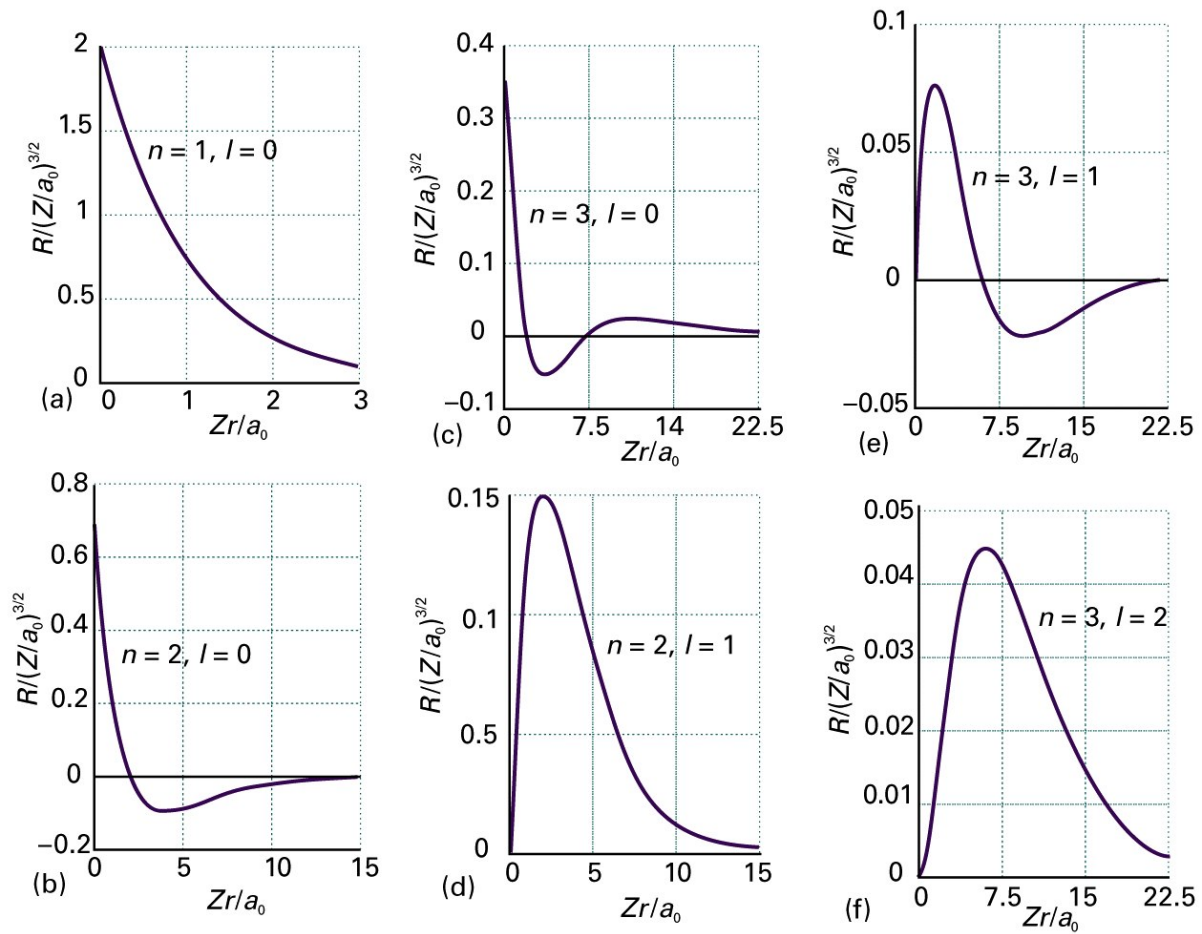 2
1.5
1
0.5
0
R/(Z/a₀)³/²
n = 1, l = 0
0 1 2 3
Zr/a₀
(a)
0.4
0.3
0.2
0.1
0
–0.1
R/(Z/a₀)³/²
n = 3, l = 0
0 7.5 14 22.5
Zr/a₀
(c)
0.1
0.05
0
–0.05
R/(Z/a₀)³/²
n = 3, l = 1
0 7.5 15 22.5
Zr/a₀
(e)
0.8
0.6
0.4
0.2
0
–0.2
R/(Z/a₀)³/²
n = 2, l = 0
0 5 10 15
Zr/a₀
(b)
0.15
0.1
0.5
0
R/(Z/a₀)³/²
n = 2, l = 1
0 5 10 15
Zr/a₀
(d)
0.05
0.04
0.03
0.02
0.01
0
R/(Z/a₀)³/²
n = 3, l = 2
0 7.5 15 22.5
Zr/a₀
(f)